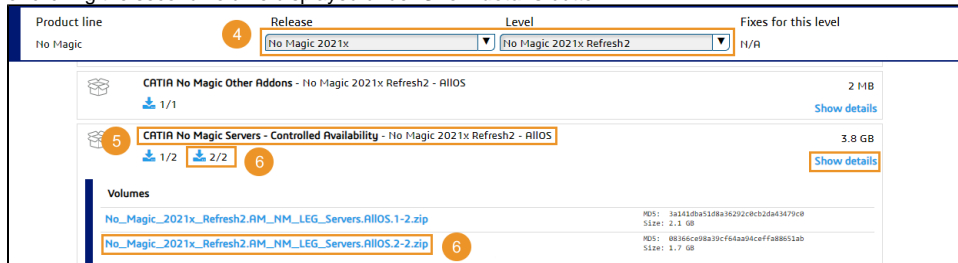 Product line Release Level Fixes for this level
No Magic 4 No Magic 2021x No Magic 2021x Refresh2 N/A
CATIA No Magic Other Addons - No Magic 2021x Refresh2 - AllOS 2 MB
1/1 Show details
5 CATIA No Magic Servers - Controlled Availability - No Magic 2021x Refresh2 - AllOS 3.8 GB
1/2 2/2 6 Show details
Volumes
No_Magic_2021x_Refresh2.AM_NM_LEG_Servers.AllOS.1-2.zip MD5: 3a141dba51d8a36292c0cb2da43479c0
Size: 2.1 GB
No_Magic_2021x_Refresh2.AM_NM_LEG_Servers.AllOS.2-2.zip 6 MD5: 08366ce98a39cf64aa94ceffa88651ab
Size: 1.7 GB